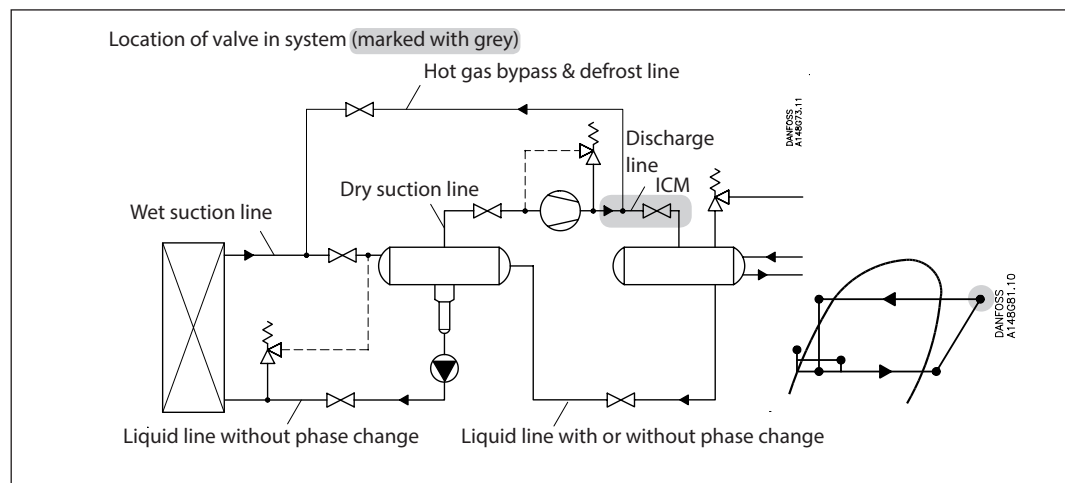 Location of valve in system (marked with grey)
Hot gas bypass & defrost line
DANFOSS
A148G73.11
Discharge
line
ICM
Dry suction line
Wet suction line
DANFOSS
A148G81.10
Liquid line without phase change
Liquid line with or without phase change